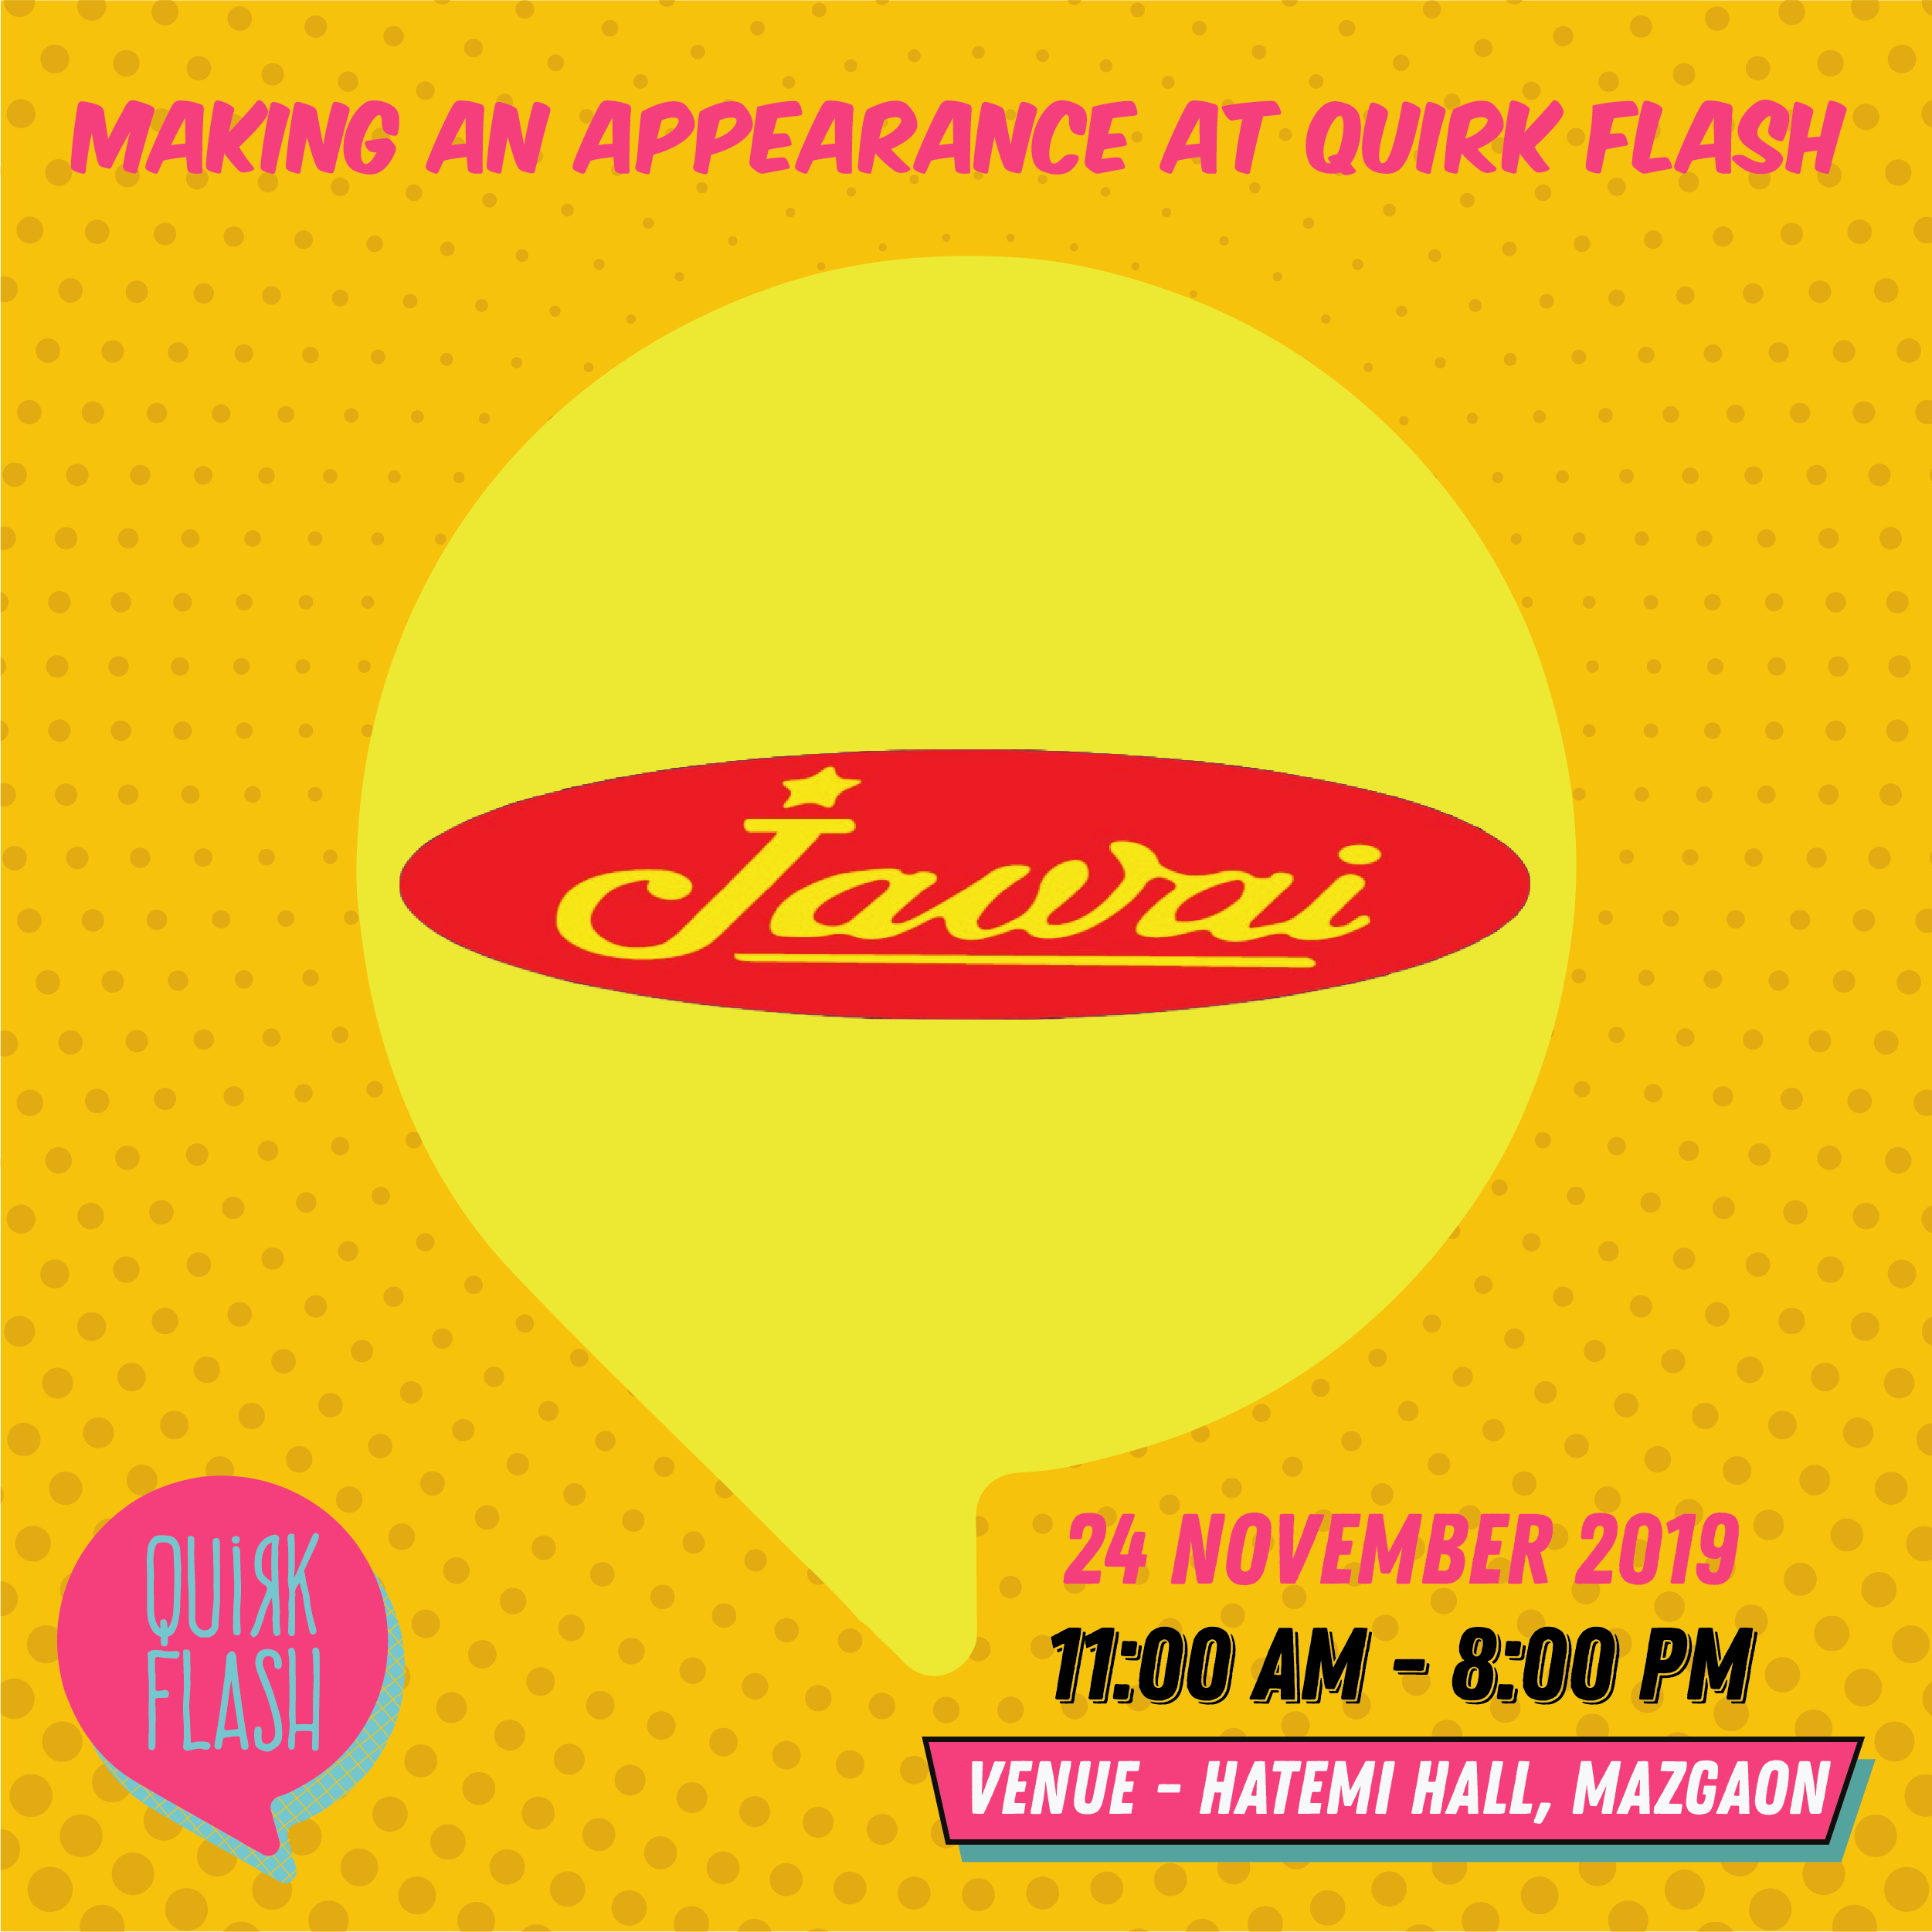 MAKING AN APPEARANCE AT QUIRK FLASH
Jawai
QUIRK
FLASH
24 NOVEMBER 2019
11:00 AM - 8:00 PM
VENUE - HATEMI HALL, MAZGAON